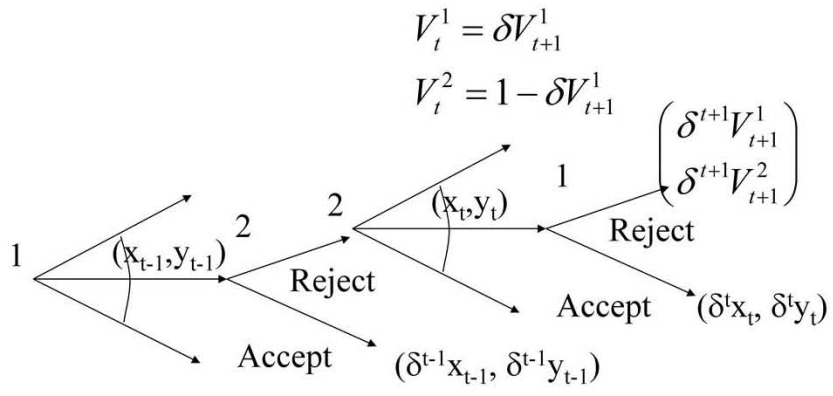 V_t^1 = δV_{t+1}^1
V_t^2 = 1 − δV_{t+1}^1
(δ^{t+1}V_{t+1}^1
δ^{t+1}V_{t+1}^2)
1
2
2
1
(x_{t-1},y_{t-1})
(x_t,y_t)
Reject
Reject
Accept
(δ^t x_t, δ^t y_t)
Accept
(δ^{t-1}x_{t-1}, δ^{t-1}y_{t-1})